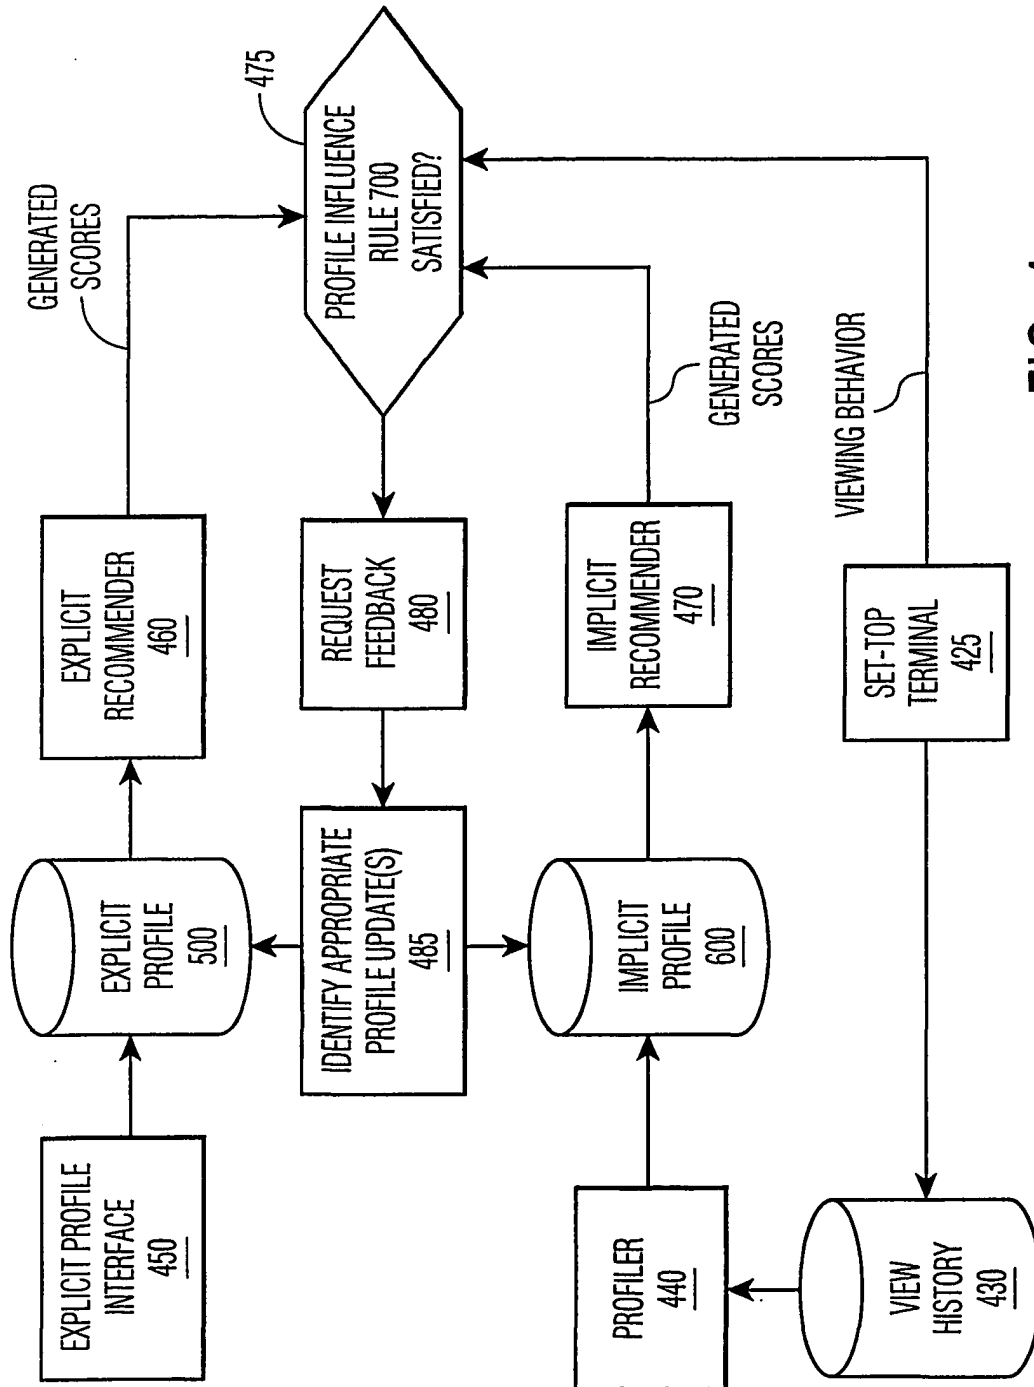 EXPLICIT PROFILE
INTERFACE
450
EXPLICIT
PROFILE
500
EXPLICIT
RECOMMENDER
460
GENERATED
SCORES
475
PROFILE INFLUENCE
RULE 700
SATISFIED?
REQUEST
FEEDBACK
480
IDENTIFY APPROPRIATE
PROFILE UPDATE(S)
485
PROFILER
440
IMPLICIT
PROFILE
600
IMPLICIT
RECOMMENDER
470
GENERATED
SCORES
VIEW
HISTORY
430
SET-TOP
TERMINAL
425
VIEWING BEHAVIOR